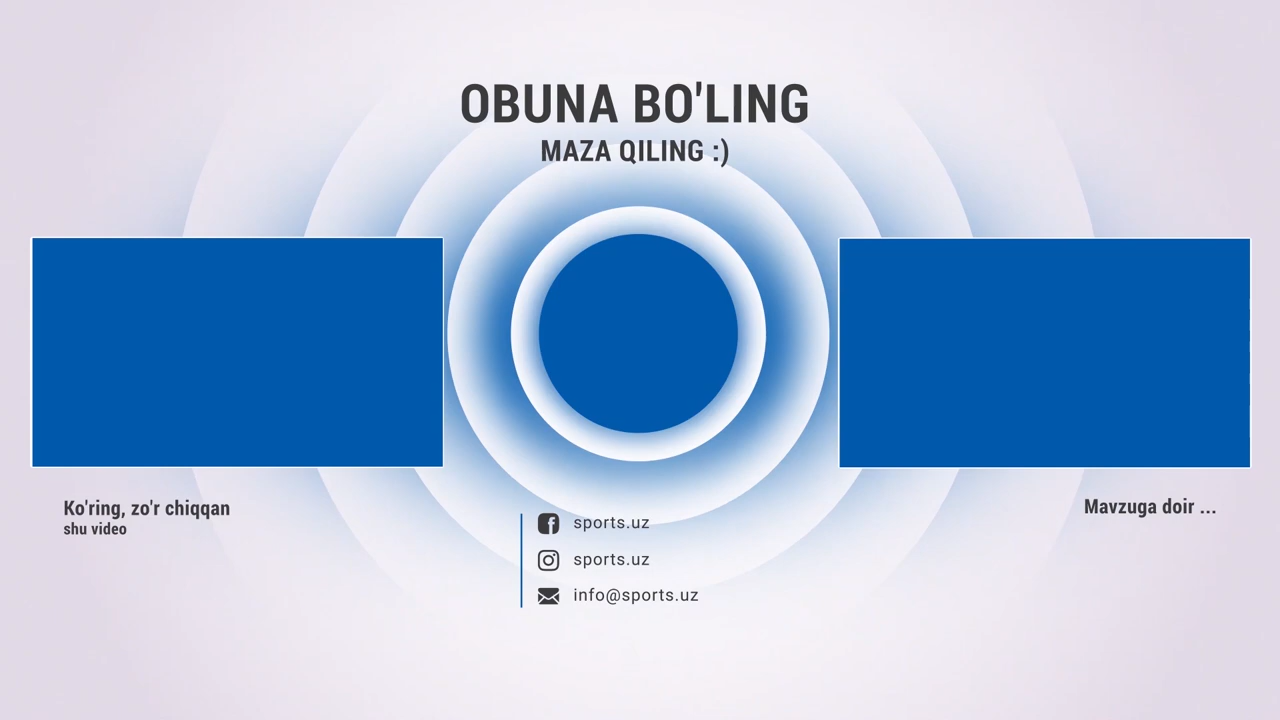 OBUNA BO'LING
MAZA QILING :)
Ko'ring, zo'r chiqqan
shu video
Mavzuga doir ...
sports.uz
sports.uz
info@sports.uz